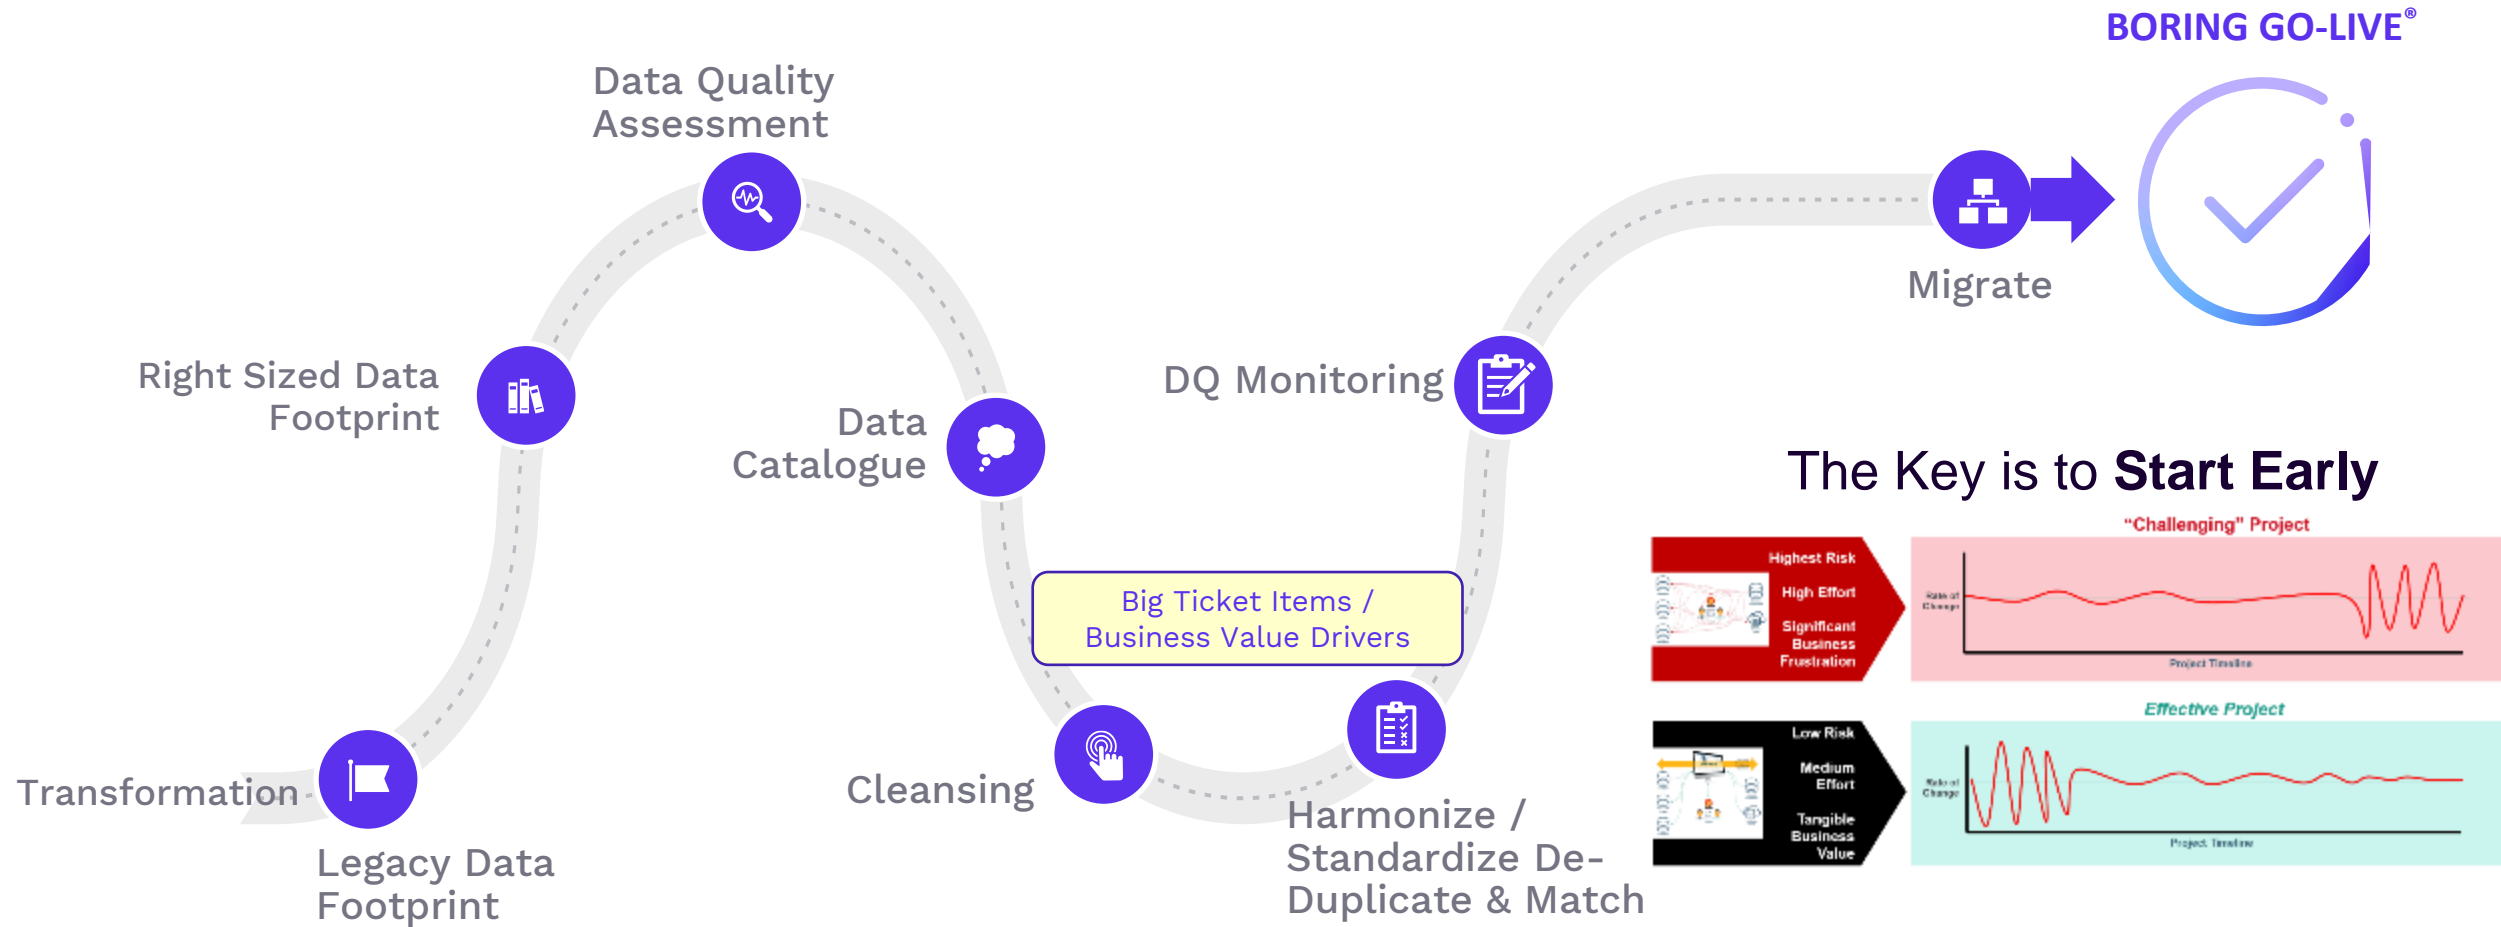 BORING GO-LIVE®
Data Quality
Assessment
Right Sized Data
Footprint
Data
Catalogue
DQ Monitoring
Migrate
Big Ticket Items /
Business Value Drivers
Transformation
Legacy Data
Footprint
Cleansing
Harmonize /
Standardize De-
Duplicate & Match
The Key is to Start Early
"Challenging" Project
Highest Risk
High Effort
Significant
Business
Frustration
Rate of
Change
Project Timeline
Effective Project
Low Risk
Medium
Effort
Tangible
Business
Value
Rate of
Change
Project Timeline